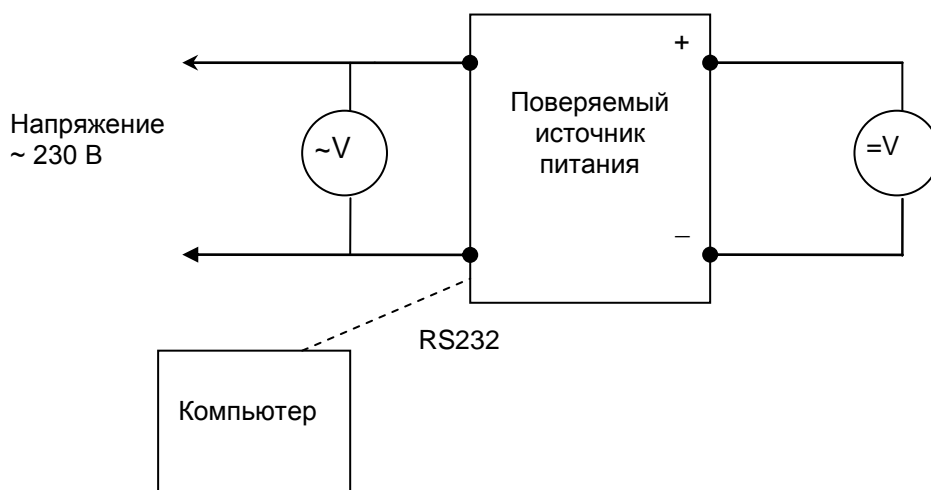 Напряжение
~ 230 В
~V
+
Поверяемый
источник
питания
–
=V
RS232
Компьютер